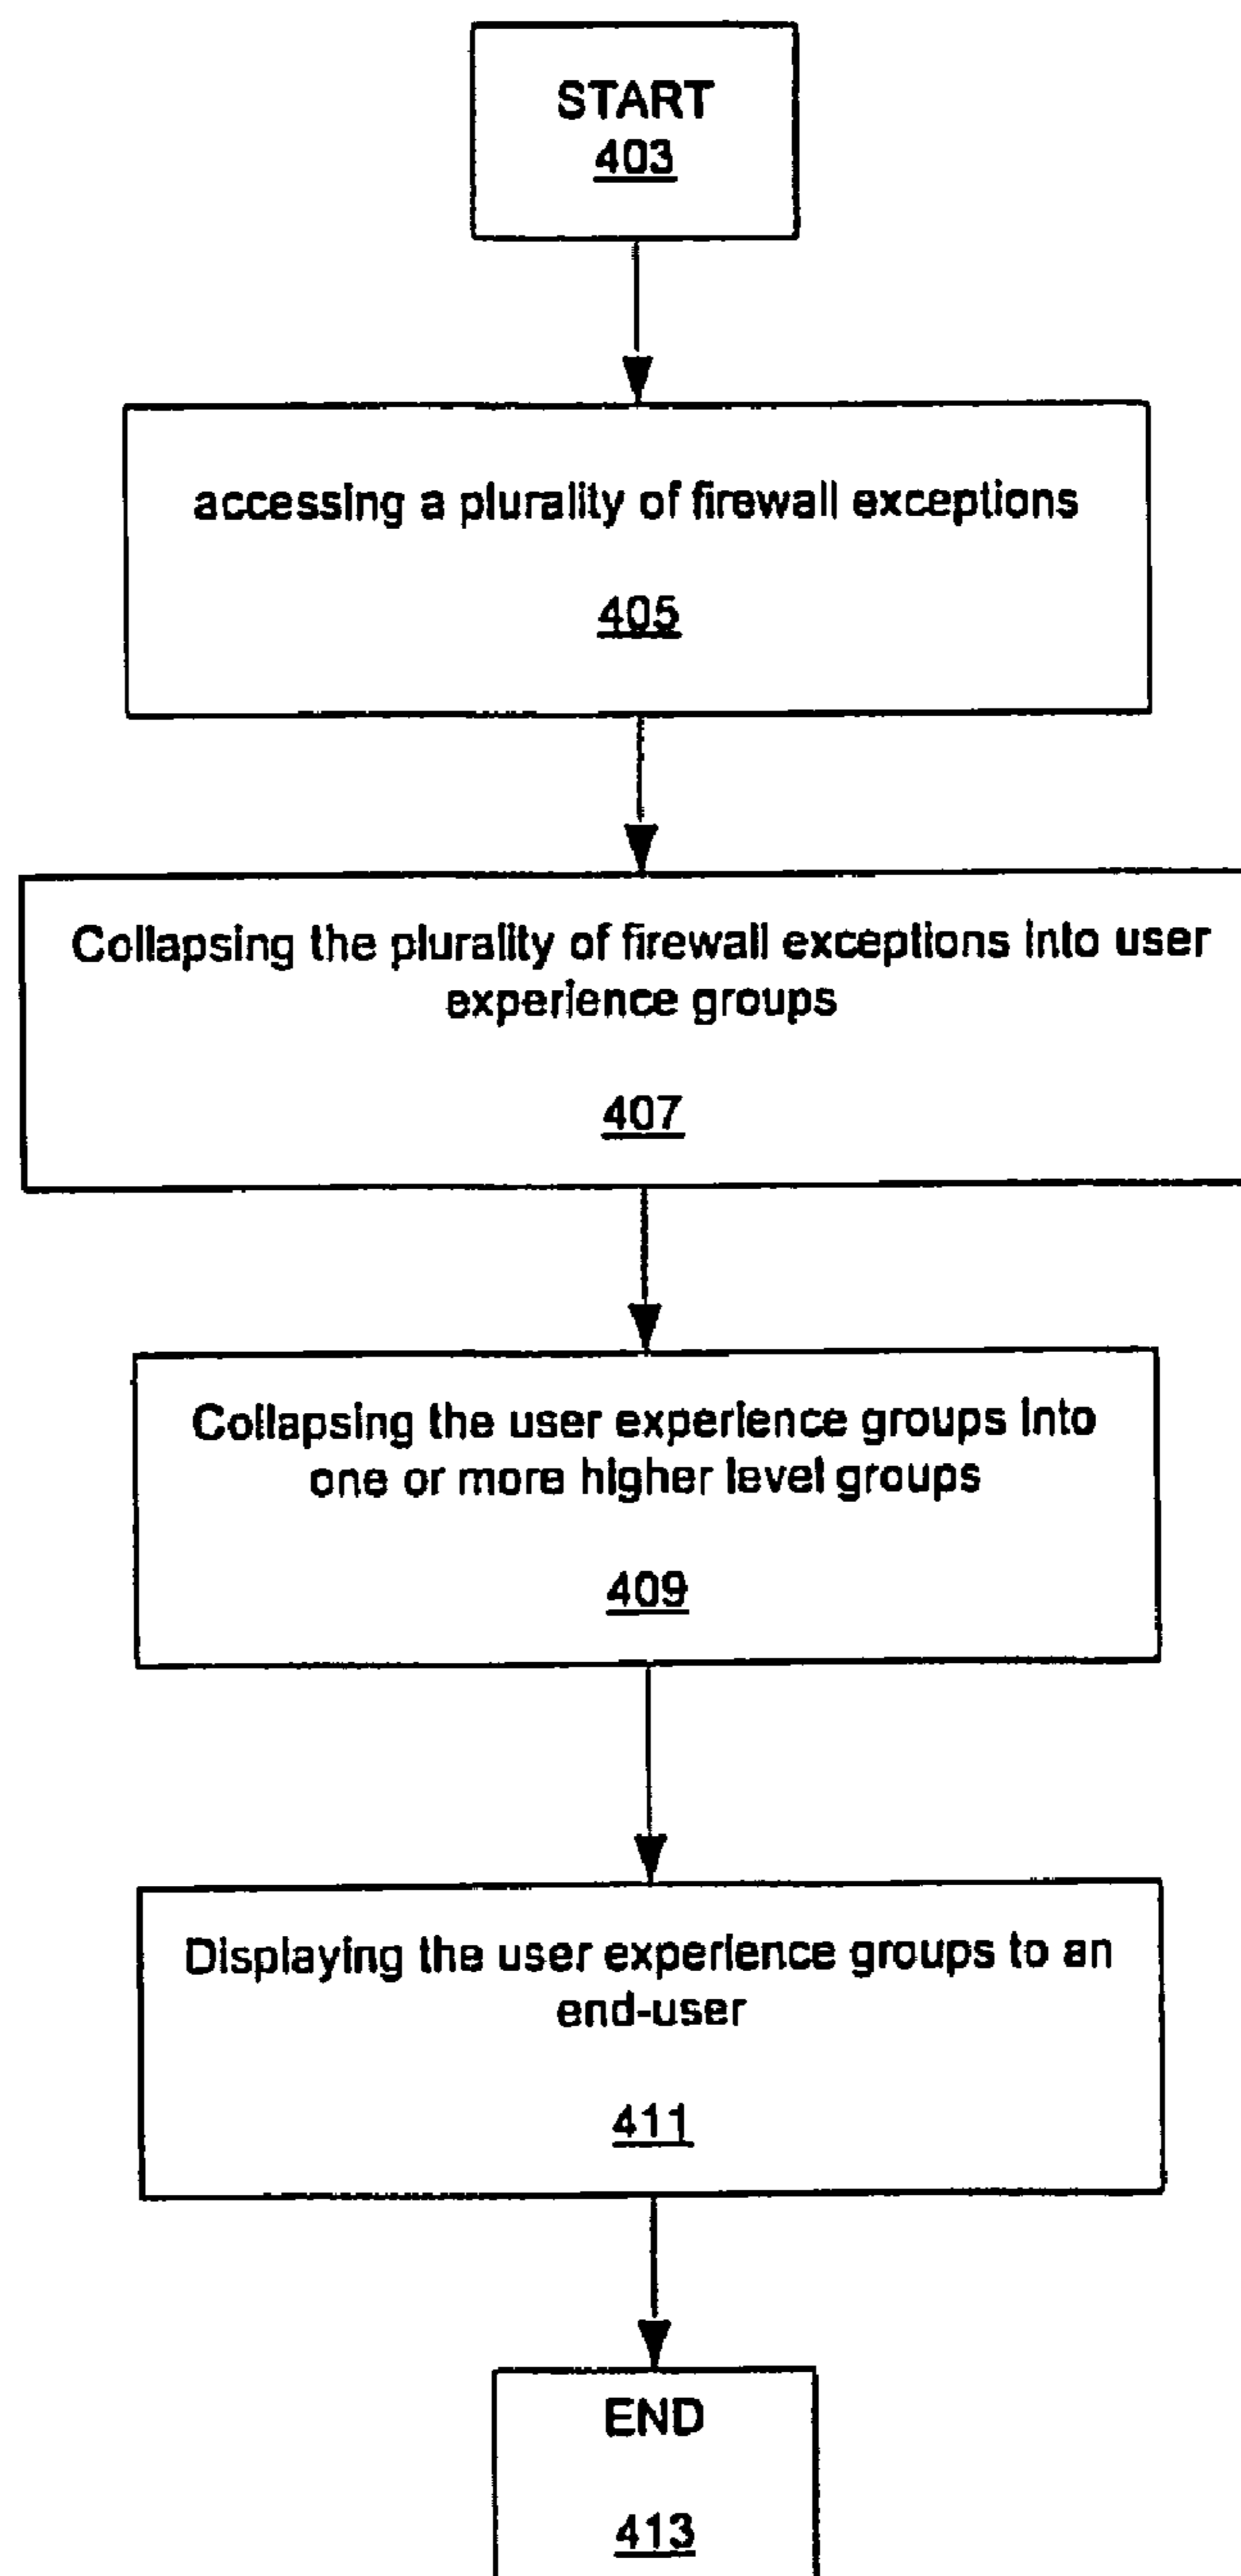 START
403
accessing a plurality of firewall exceptions
405
Collapsing the plurality of firewall exceptions into user
experience groups
407
Collapsing the user experience groups into
one or more higher level groups
409
Displaying the user experience groups to an
end-user
411
END
413